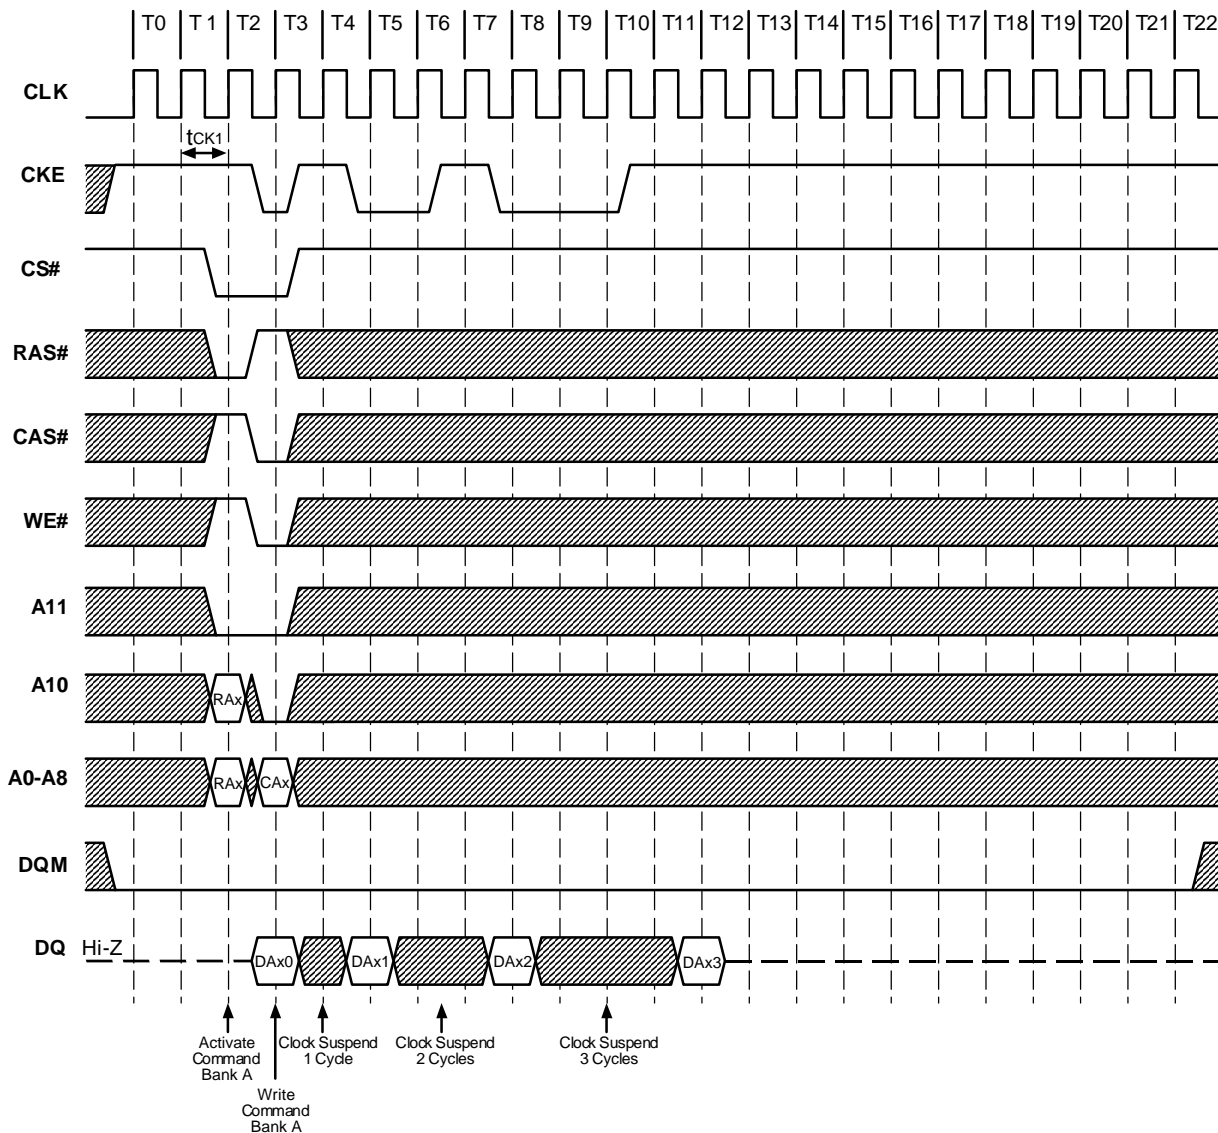 T0 T 1 T2 T3 T4 T5 T6 T7 T8 T9 T10 T11 T12 T13 T14 T15 T16 T17 T18 T19 T20 T21 T22
CLK
tCK1
CKE
CS#
RAS#
CAS#
WE#
A11
A10 RAx
A0-A8 RAx CAx
DQM
DQ Hi-Z DAx0 DAx1 DAx2 DAx3
Activate
Command
Bank A
Write
Command
Bank A
Clock Suspend
1 Cycle
Clock Suspend
2 Cycles
Clock Suspend
3 Cycles